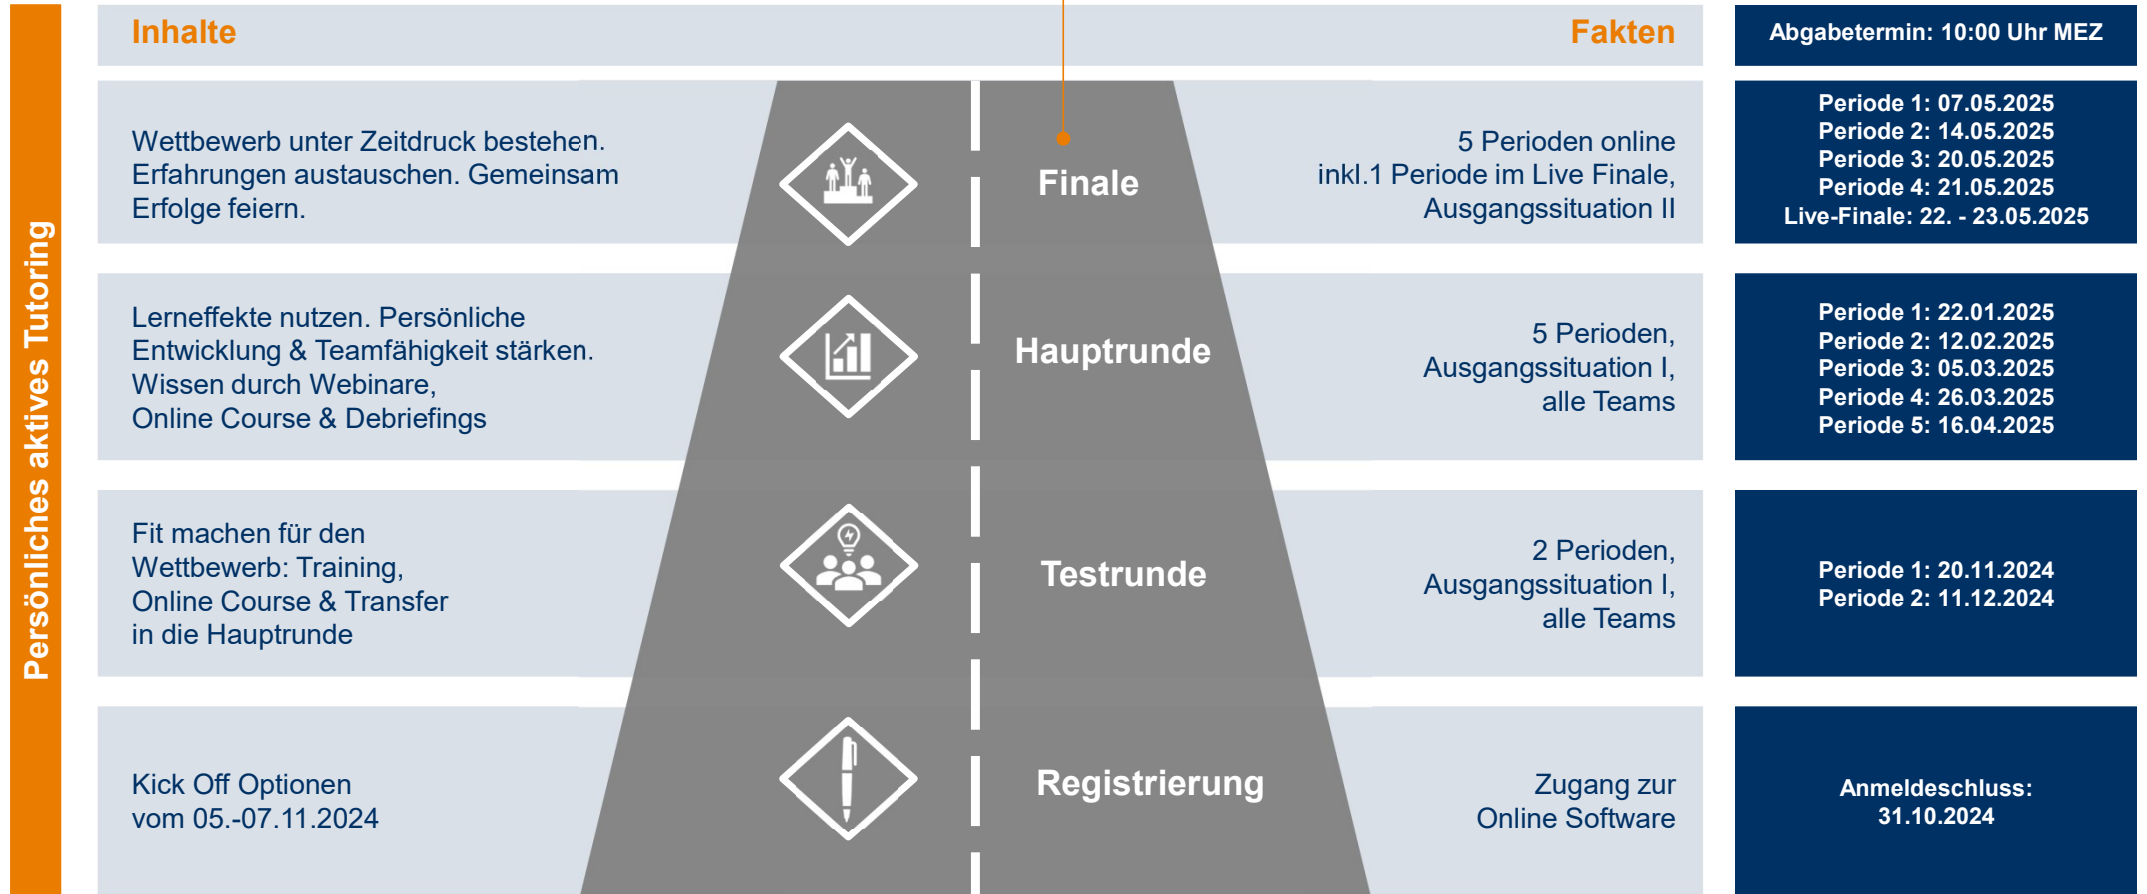 Persönliches aktives Tutoring
Inhalte
Fakten
Abgabetermin: 10:00 Uhr MEZ
Wettbewerb unter Zeitdruck bestehen.
Erfahrungen austauschen. Gemeinsam
Erfolge feiern.
Finale
5 Perioden online
inkl.1 Periode im Live Finale,
Ausgangssituation II
Periode 1: 07.05.2025
Periode 2: 14.05.2025
Periode 3: 20.05.2025
Periode 4: 21.05.2025
Live-Finale: 22. - 23.05.2025
Lerneffekte nutzen. Persönliche
Entwicklung & Teamfähigkeit stärken.
Wissen durch Webinare,
Online Course & Debriefings
Hauptrunde
5 Perioden,
Ausgangssituation I,
alle Teams
Periode 1: 22.01.2025
Periode 2: 12.02.2025
Periode 3: 05.03.2025
Periode 4: 26.03.2025
Periode 5: 16.04.2025
Fit machen für den
Wettbewerb: Training,
Online Course & Transfer
in die Hauptrunde
Testrunde
2 Perioden,
Ausgangssituation I,
alle Teams
Periode 1: 20.11.2024
Periode 2: 11.12.2024
Kick Off Optionen
vom 05.-07.11.2024
Registrierung
Zugang zur
Online Software
Anmeldeschluss:
31.10.2024